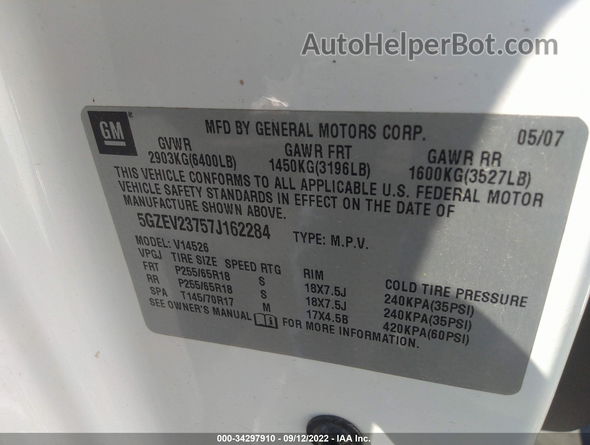 AutoHelperBot.com
GM
MFD BY GENERAL MOTORS CORP. 05/07
GVWR GAWR FRT GAWR RR
2903KG(6400LB) 1450KG(3196LB) 1600KG(3527LB)
THIS VEHICLE CONFORMS TO ALL APPLICABLE U.S. FEDERAL MOTOR
VEHICLE SAFETY STANDARDS IN EFFECT ON THE DATE OF
MANUFACTURE SHOWN ABOVE.
5GZEV23757J162284 TYPE: M.P.V.
MODEL: V14526
VPGJ TIRE SIZE SPEED RTG RIM COLD TIRE PRESSURE
FRT P255/65R18 S 18X7.5J 240KPA(35PSI)
RR P255/65R18 S 18X7.5J 240KPA(35PSI)
SPA T145/70R17 M 17X4.5B 420KPA(60PSI)
SEE OWNER'S MANUAL FOR MORE INFORMATION.
000-34297910 - 09/12/2022 - IAA Inc.